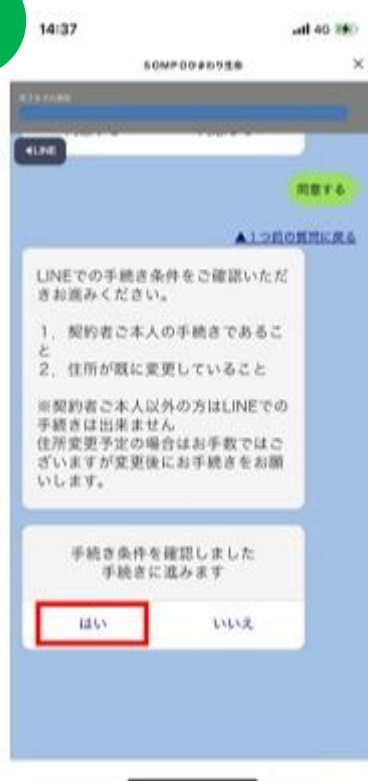 14:37
4G
SOMPOひまわり生命
×
◀LINE
同意する
▲1つ前の質問に戻る
LINEでの手続き条件をご確認いただ
きお進みください。
1，契約者ご本人の手続きであるこ
と
2，住所が既に変更していること
※契約者ご本人以外の方はLINEでの
手続きは出来ません
住所変更予定の場合はお手数ではご
ざいますが変更後にお手続きをお願
いします。
手続き条件を確認しました
手続きに進みます
はい
いいえ